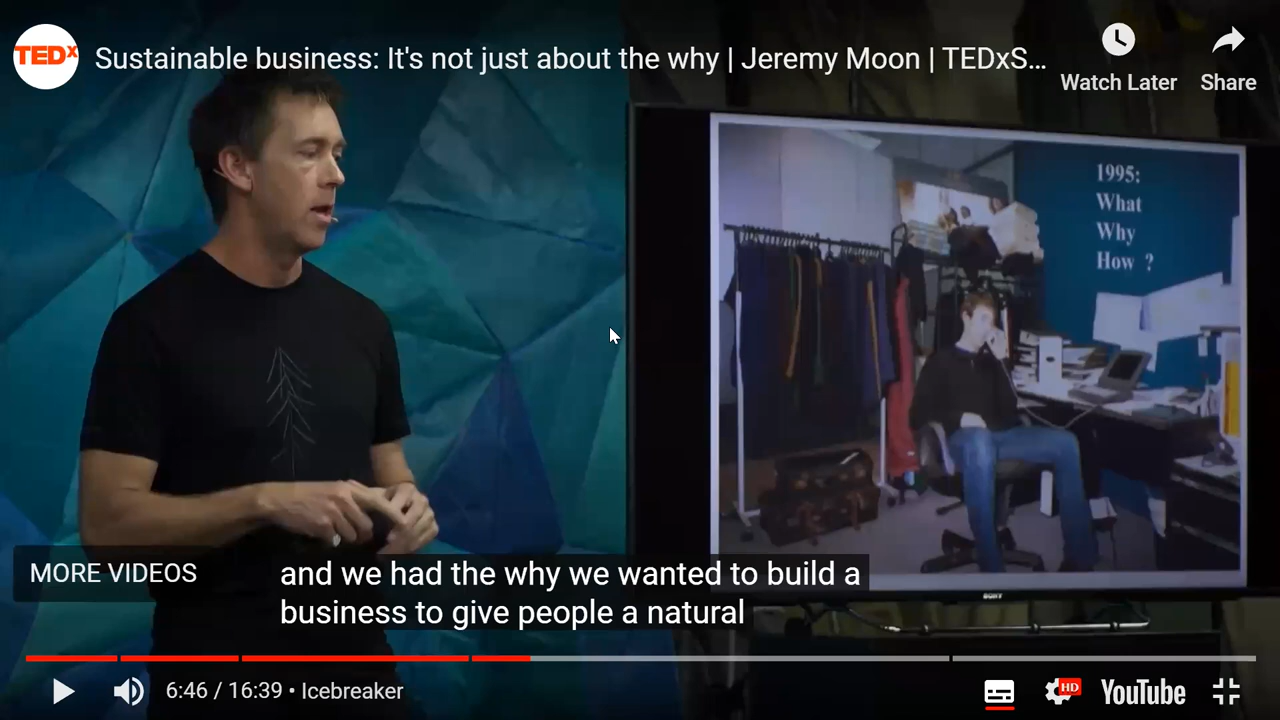 TEDx
Sustainable business: It's not just about the why | Jeremy Moon | TEDxS...
Watch Later
Share
1995:
What
Why
How ?
SONY
MORE VIDEOS
and we had the why we wanted to build a
business to give people a natural
6:46 / 16:39 • Icebreaker
HD
YouTube